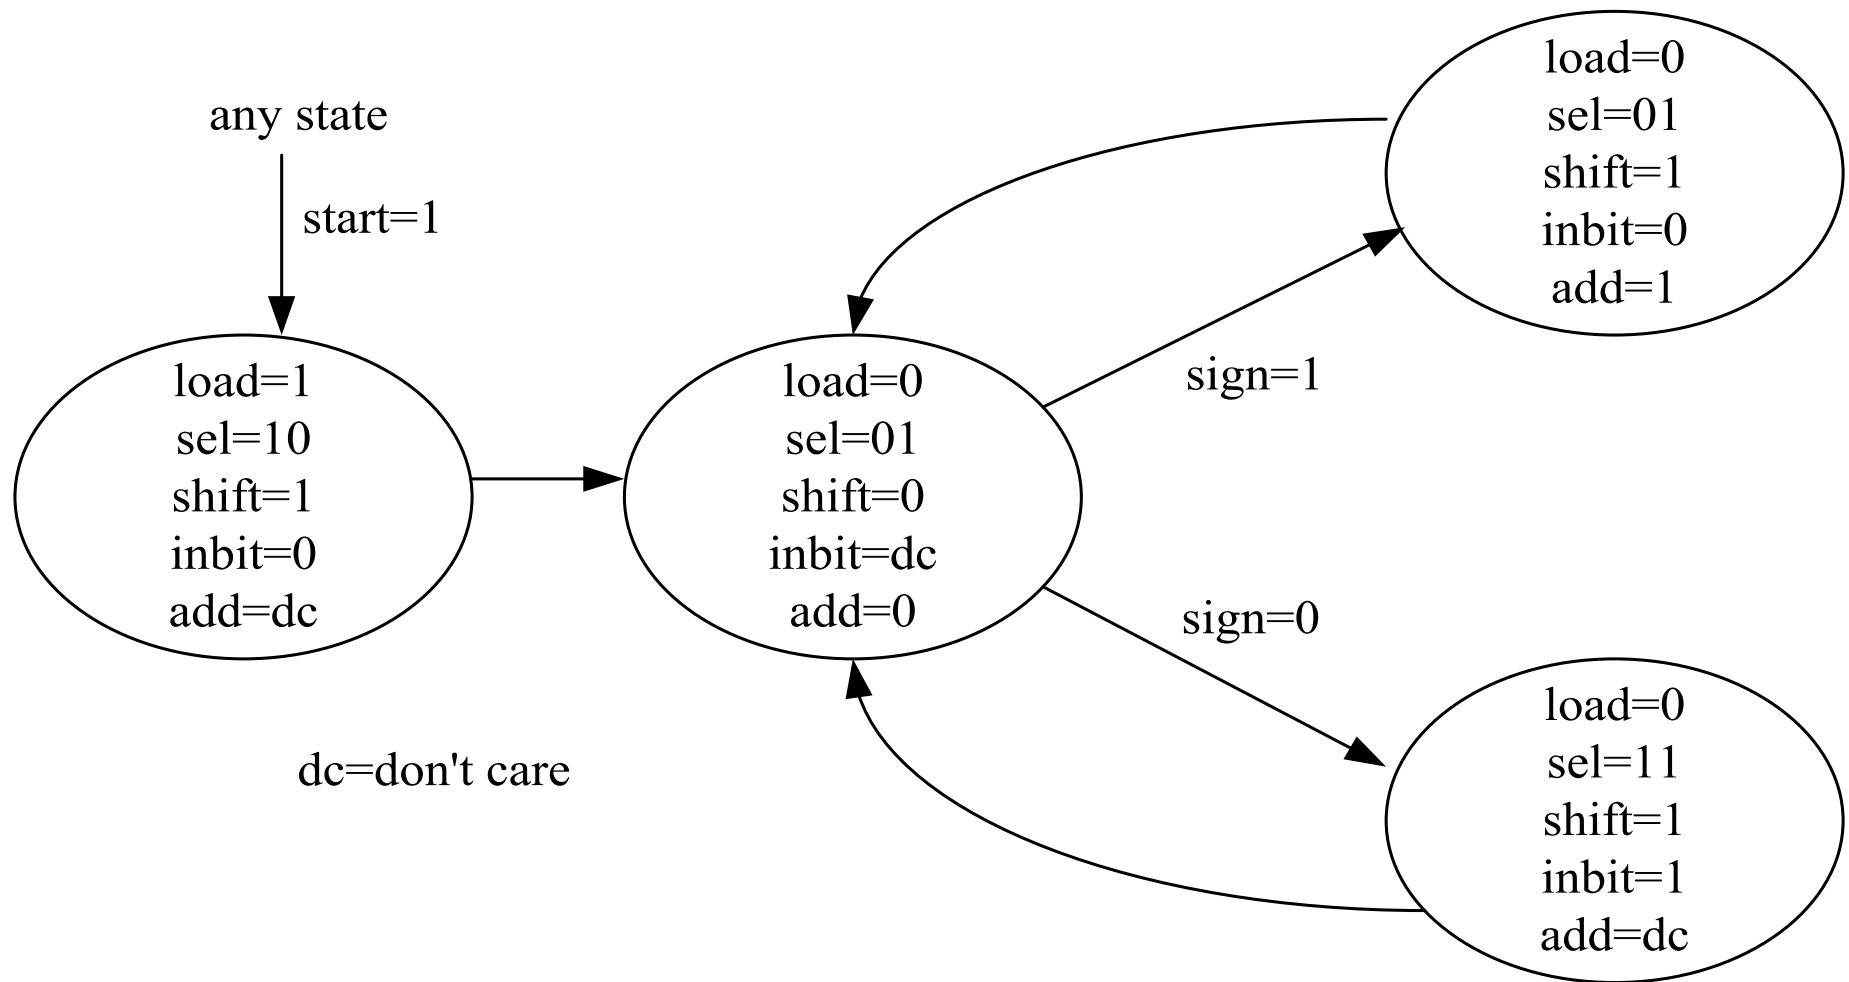 any state
start=1
load=1
sel=10
shift=1
inbit=0
add=dc
dc=don't care
load=0
sel=01
shift=0
inbit=dc
add=0
sign=1
sign=0
load=0
sel=01
shift=1
inbit=0
add=1
load=0
sel=11
shift=1
inbit=1
add=dc